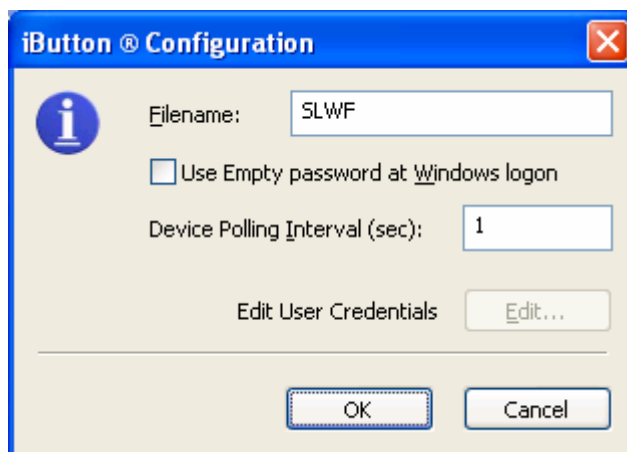 iButton ® Configuration
Filename: SLWF
Use Empty password at Windows logon
Device Polling Interval (sec): 1
Edit User Credentials Edit...
OK Cancel